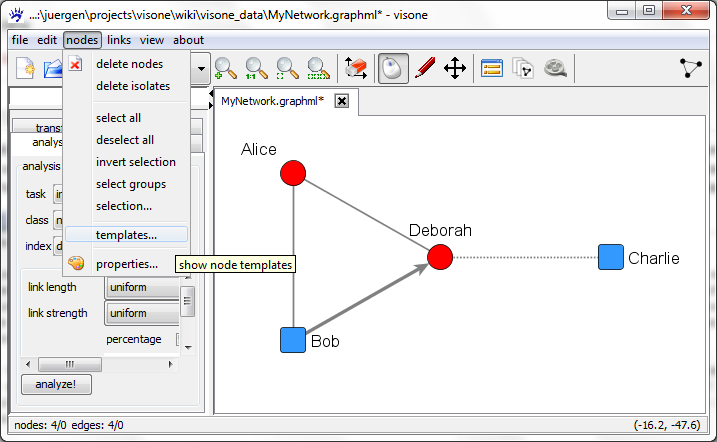 ...:\juergen\projects\visone\wiki\visone_data\MyNetwork.graphml* - visone
file edit nodes links view about
delete nodes
delete isolates
select all
deselect all
invert selection
select groups
selection...
templates...
properties...
show node templates
MyNetwork.graphml*
analysis
task
class
index
link length uniform
link strength uniform
percentage
analyze!
Alice
Deborah
Charlie
Bob
nodes: 4/0 edges: 4/0
(-16.2, -47.6)